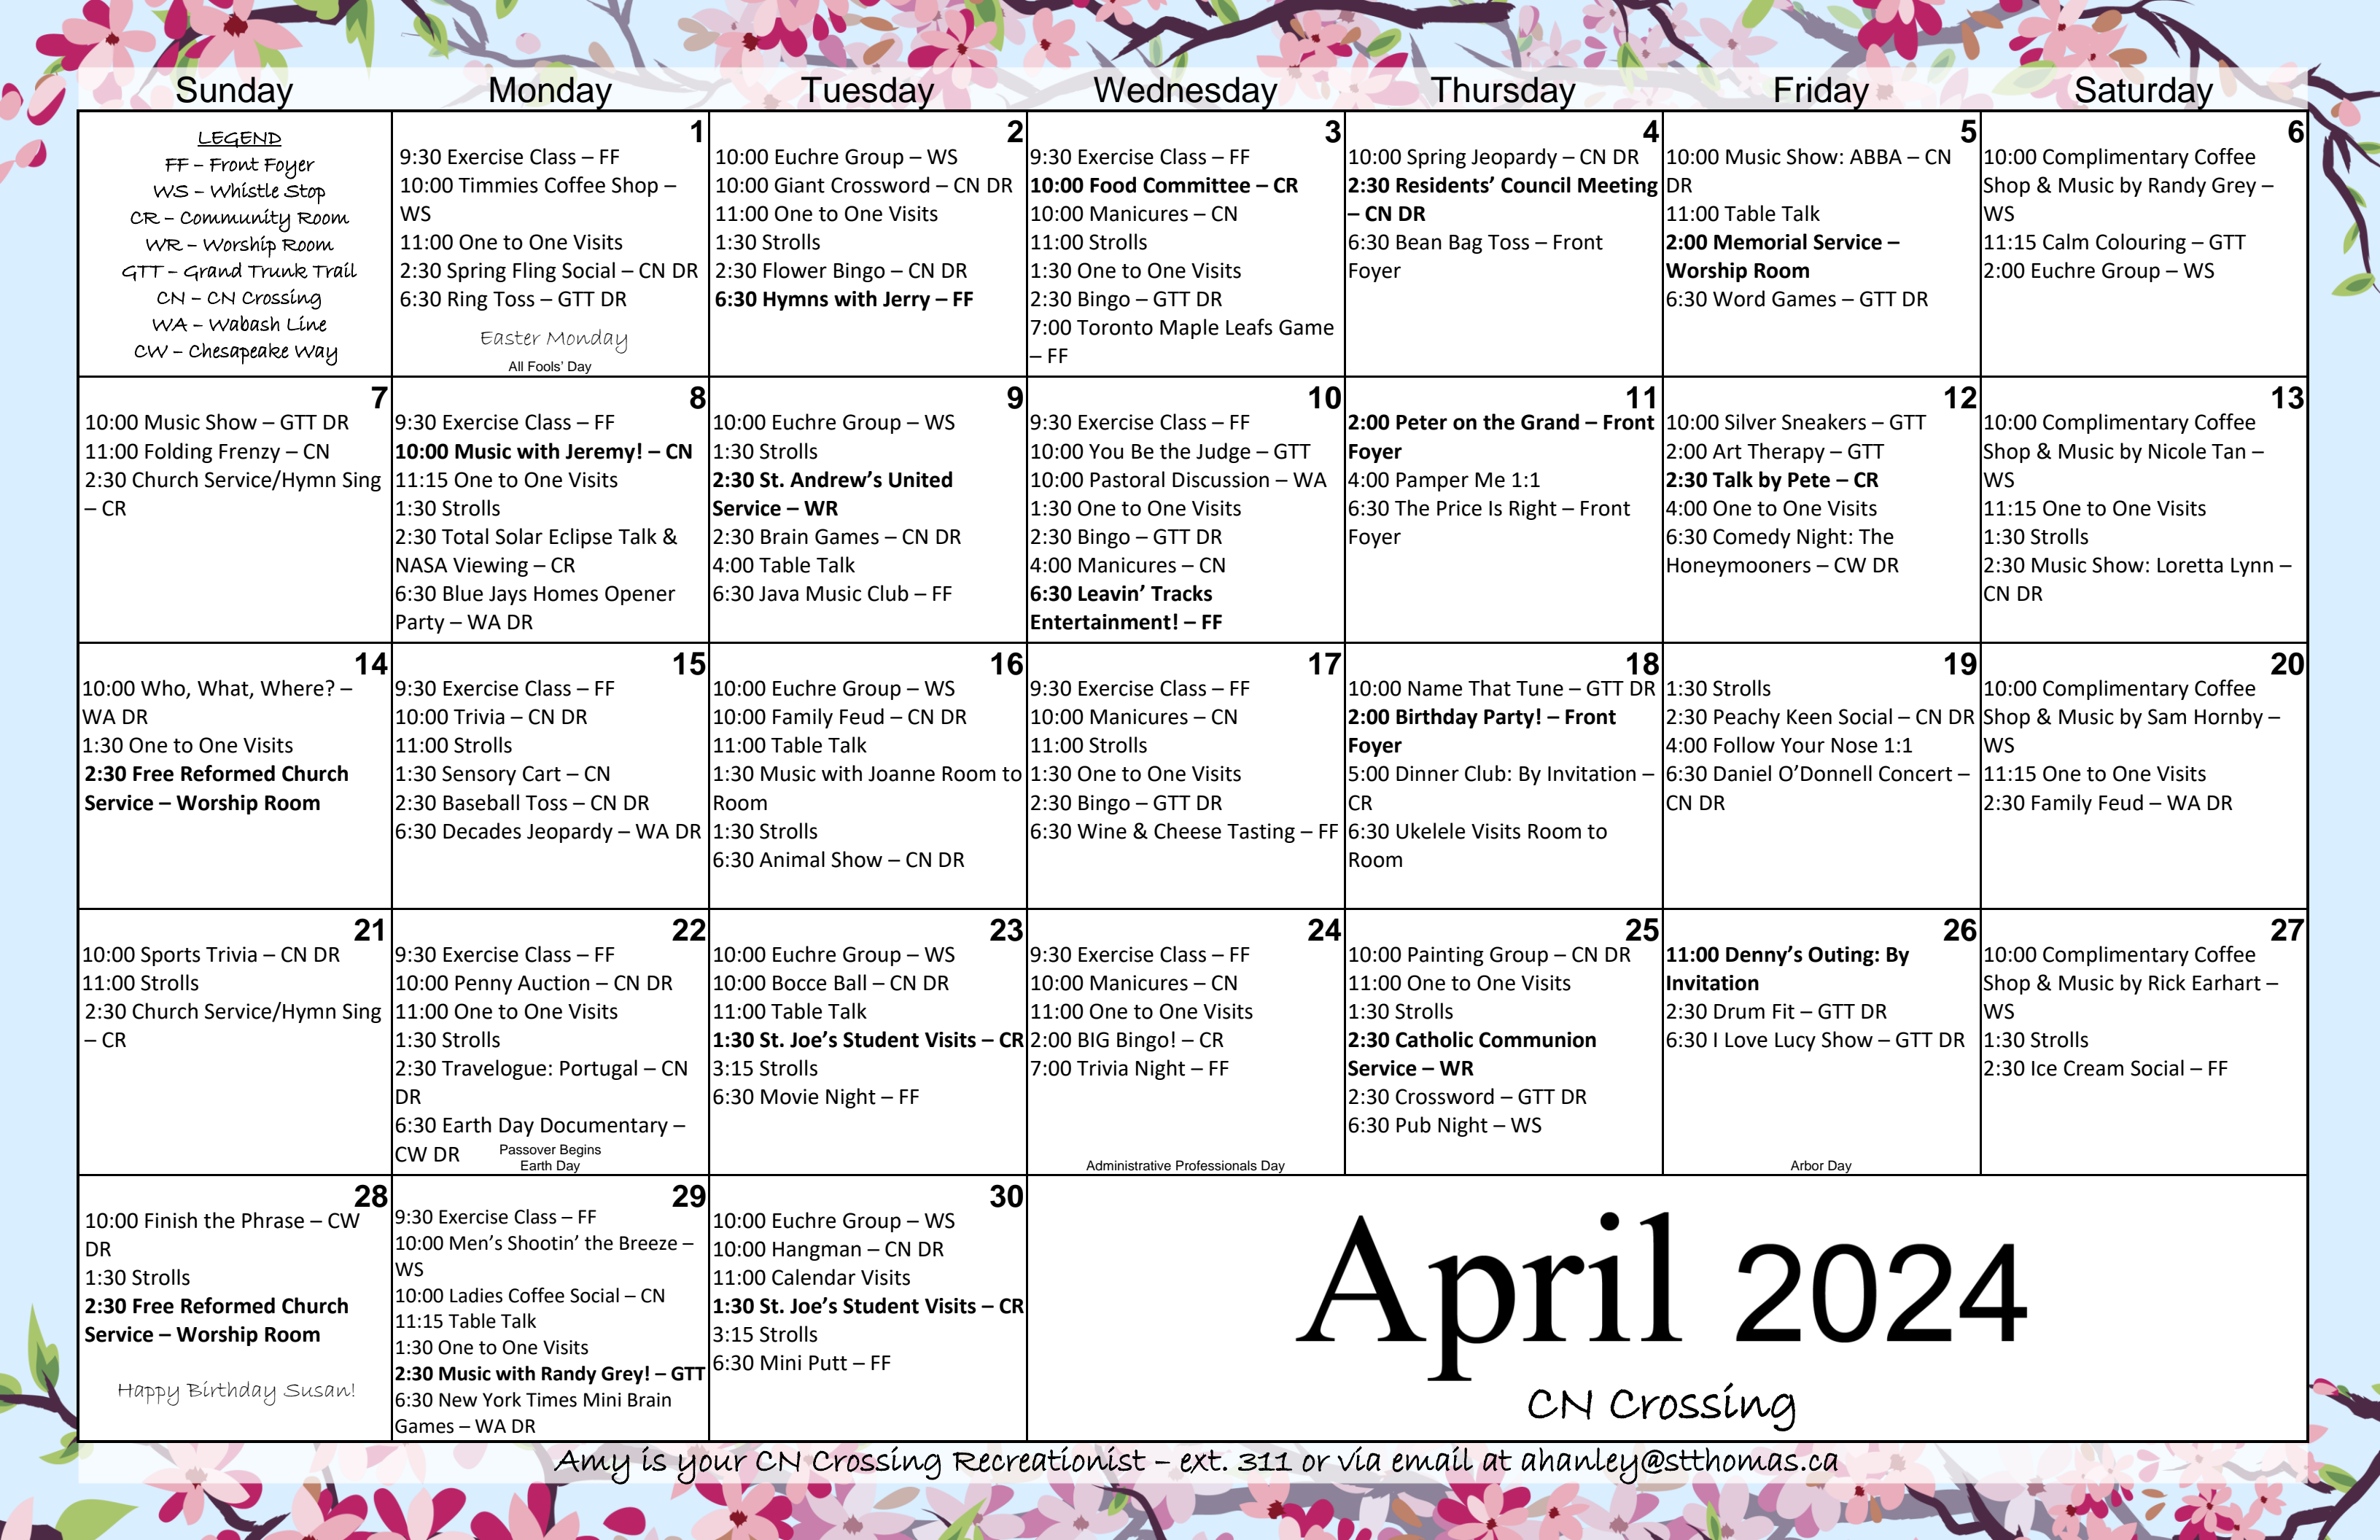 Sunday Monday Tuesday Wednesday Thursday Friday Saturday
LEGEND
FF – Front Foyer
WS – Whistle Stop
CR – Community Room
WR – Worship Room
GTT – Grand Trunk Trail
CN – CN Crossing
WA – Wabash Line
CW – Chesapeake Way
1
9:30 Exercise Class – FF
10:00 Timmies Coffee Shop –
WS
11:00 One to One Visits
2:30 Spring Fling Social – CN DR
6:30 Ring Toss – GTT DR
Easter Monday
All Fools' Day
2
10:00 Euchre Group – WS
10:00 Giant Crossword – CN DR
11:00 One to One Visits
1:30 Strolls
2:30 Flower Bingo – CN DR
6:30 Hymns with Jerry – FF
3
9:30 Exercise Class – FF
10:00 Food Committee – CR
10:00 Manicures – CN
11:00 Strolls
1:30 One to One Visits
2:30 Bingo – GTT DR
7:00 Toronto Maple Leafs Game
– FF
4
10:00 Spring Jeopardy – CN DR
2:30 Residents' Council Meeting
– CN DR
6:30 Bean Bag Toss – Front
Foyer
5
10:00 Music Show: ABBA – CN
DR
11:00 Table Talk
2:00 Memorial Service –
Worship Room
6:30 Word Games – GTT DR
6
10:00 Complimentary Coffee
Shop & Music by Randy Grey –
WS
11:15 Calm Colouring – GTT
2:00 Euchre Group – WS
7
10:00 Music Show – GTT DR
11:00 Folding Frenzy – CN
2:30 Church Service/Hymn Sing
– CR
8
9:30 Exercise Class – FF
10:00 Music with Jeremy! – CN
11:15 One to One Visits
1:30 Strolls
2:30 Total Solar Eclipse Talk &
NASA Viewing – CR
6:30 Blue Jays Homes Opener
Party – WA DR
9
10:00 Euchre Group – WS
1:30 Strolls
2:30 St. Andrew's United
Service – WR
2:30 Brain Games – CN DR
4:00 Table Talk
6:30 Java Music Club – FF
10
9:30 Exercise Class – FF
10:00 You Be the Judge – GTT
10:00 Pastoral Discussion – WA
1:30 One to One Visits
2:30 Bingo – GTT DR
4:00 Manicures – CN
6:30 Leavin' Tracks
Entertainment! – FF
11
2:00 Peter on the Grand – Front
Foyer
4:00 Pamper Me 1:1
6:30 The Price Is Right – Front
Foyer
12
10:00 Silver Sneakers – GTT
2:00 Art Therapy – GTT
2:30 Talk by Pete – CR
4:00 One to One Visits
6:30 Comedy Night: The
Honeymooners – CW DR
13
10:00 Complimentary Coffee
Shop & Music by Nicole Tan –
WS
11:15 One to One Visits
1:30 Strolls
2:30 Music Show: Loretta Lynn –
CN DR
14
10:00 Who, What, Where? –
WA DR
1:30 One to One Visits
2:30 Free Reformed Church
Service – Worship Room
15
9:30 Exercise Class – FF
10:00 Trivia – CN DR
11:00 Strolls
1:30 Sensory Cart – CN
2:30 Baseball Toss – CN DR
6:30 Decades Jeopardy – WA DR
16
10:00 Euchre Group – WS
10:00 Family Feud – CN DR
11:00 Table Talk
1:30 Music with Joanne Room to
Room
1:30 Strolls
6:30 Animal Show – CN DR
17
9:30 Exercise Class – FF
10:00 Manicures – CN
11:00 Strolls
1:30 One to One Visits
2:30 Bingo – GTT DR
6:30 Wine & Cheese Tasting – FF
18
10:00 Name That Tune – GTT DR
2:00 Birthday Party! – Front
Foyer
5:00 Dinner Club: By Invitation –
CR
6:30 Ukelele Visits Room to
Room
19
1:30 Strolls
2:30 Peachy Keen Social – CN DR
4:00 Follow Your Nose 1:1
6:30 Daniel O'Donnell Concert –
CN DR
20
10:00 Complimentary Coffee
Shop & Music by Sam Hornby –
WS
11:15 One to One Visits
2:30 Family Feud – WA DR
21
10:00 Sports Trivia – CN DR
11:00 Strolls
2:30 Church Service/Hymn Sing
– CR
22
9:30 Exercise Class – FF
10:00 Penny Auction – CN DR
11:00 One to One Visits
1:30 Strolls
2:30 Travelogue: Portugal – CN
DR
6:30 Earth Day Documentary –
CW DR
Passover Begins
Earth Day
23
10:00 Euchre Group – WS
10:00 Bocce Ball – CN DR
11:00 Table Talk
1:30 St. Joe's Student Visits – CR
3:15 Strolls
6:30 Movie Night – FF
24
9:30 Exercise Class – FF
10:00 Manicures – CN
11:00 One to One Visits
2:00 BIG Bingo! – CR
7:00 Trivia Night – FF
Administrative Professionals Day
25
10:00 Painting Group – CN DR
11:00 One to One Visits
1:30 Strolls
2:30 Catholic Communion
Service – WR
2:30 Crossword – GTT DR
6:30 Pub Night – WS
26
11:00 Denny's Outing: By
Invitation
2:30 Drum Fit – GTT DR
6:30 I Love Lucy Show – GTT DR
Arbor Day
27
10:00 Complimentary Coffee
Shop & Music by Rick Earhart –
WS
1:30 Strolls
2:30 Ice Cream Social – FF
28
10:00 Finish the Phrase – CW
DR
1:30 Strolls
2:30 Free Reformed Church
Service – Worship Room
Happy Birthday Susan!
29
9:30 Exercise Class – FF
10:00 Men's Shootin' the Breeze –
WS
10:00 Ladies Coffee Social – CN
11:15 Table Talk
1:30 One to One Visits
2:30 Music with Randy Grey! – GTT
6:30 New York Times Mini Brain
Games – WA DR
30
10:00 Euchre Group – WS
10:00 Hangman – CN DR
11:00 Calendar Visits
1:30 St. Joe's Student Visits – CR
3:15 Strolls
6:30 Mini Putt – FF
April 2024
CN Crossing
Amy is your CN Crossing Recreationist – ext. 311 or via email at ahanley@stthomas.ca